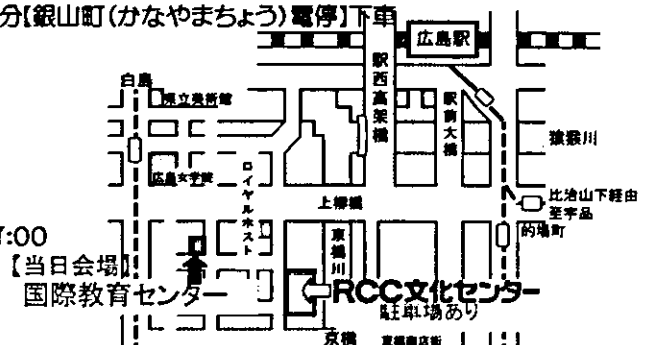 分【銀山町(かなやまちょう)電停】下車
広島駅
白島
県立美術館
駅西高架橋
駅前大橋
猿猴川
広島女学院
ロイヤルホスト
上柳橋
比治山下経由
至宇品
的場町
:00
【当日会場】
国際教育センター
京橋川
RCC文化センター
駐車場あり
京橋